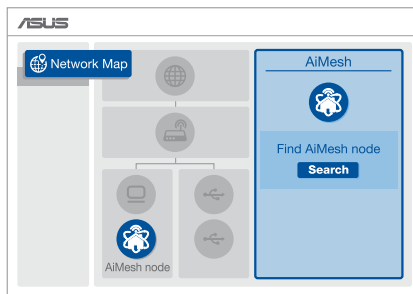 ASUS
Network Map
AiMesh
Find AiMesh node
Search
AiMesh node